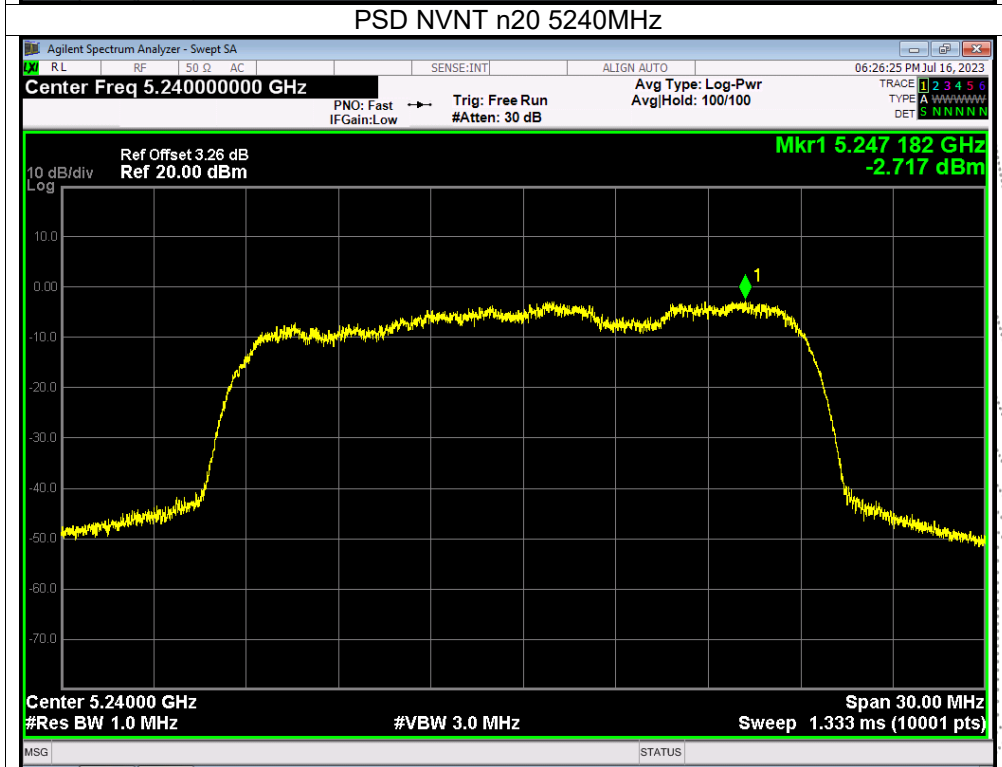 PSD NVNT n20 5240MHz
Agilent Spectrum Analyzer - Swept SA
LXI RL RF 50 Ω AC SENSE:INT ALIGN AUTO 06:26:25 PM Jul 16, 2023
Center Freq 5.240000000 GHz
PNO: Fast Trig: Free Run Avg Type: Log-Pwr TRACE 1 2 3 4 5 6
IFGain:Low #Atten: 30 dB Avg|Hold: 100/100 TYPE A WWWWW
DET S N N N N N
Mkr1 5.247 182 GHz
-2.717 dBm
Ref Offset 3.26 dB
10 dB/div Ref 20.00 dBm
Log
10.0
1
0.00
-10.0
-20.0
-30.0
-40.0
-50.0
-60.0
-70.0
Center 5.24000 GHz Span 30.00 MHz
#Res BW 1.0 MHz #VBW 3.0 MHz Sweep 1.333 ms (10001 pts)
MSG STATUS